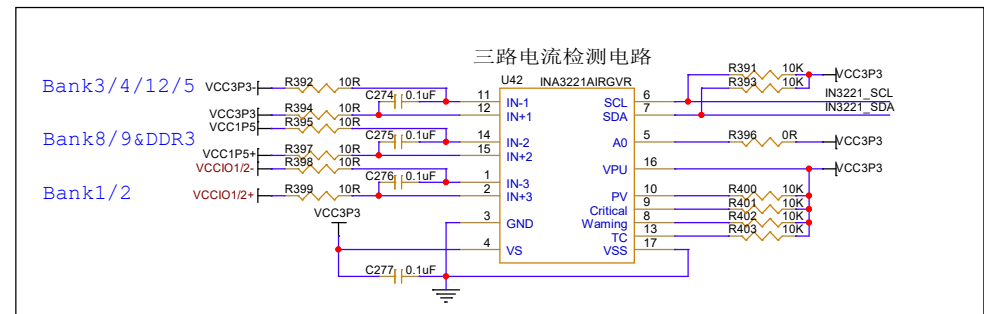 三路电流检测电路
U42 INA3221AIRGVR
Bank3/4/12/5
VCC3P3-
R392 10R
C274 0.1uF
11 IN-1
VCC3P3
R394 10R
12 IN+1
VCC1P5
R395 10R
Bank8/9&DDR3
C275 0.1uF
14 IN-2
VCC1P5+
R397 10R
15 IN+2
VCCIO1/2-
R398 10R
C276 0.1uF
1 IN-3
Bank1/2
VCCIO1/2+
R399 10R
2 IN+3
VCC3P3
3 GND
4 VS
C277 0.1uF
R391 10K
VCC3P3
R393 10K
SCL 6
IN3221_SCL
SDA 7
IN3221_SDA
A0 5
R396 0R
VCC3P3
VPU 16
VCC3P3
PV 10
R400 10K
Critical 9
R401 10K
Waming 8
R402 10K
TC 13
R403 10K
VSS 17